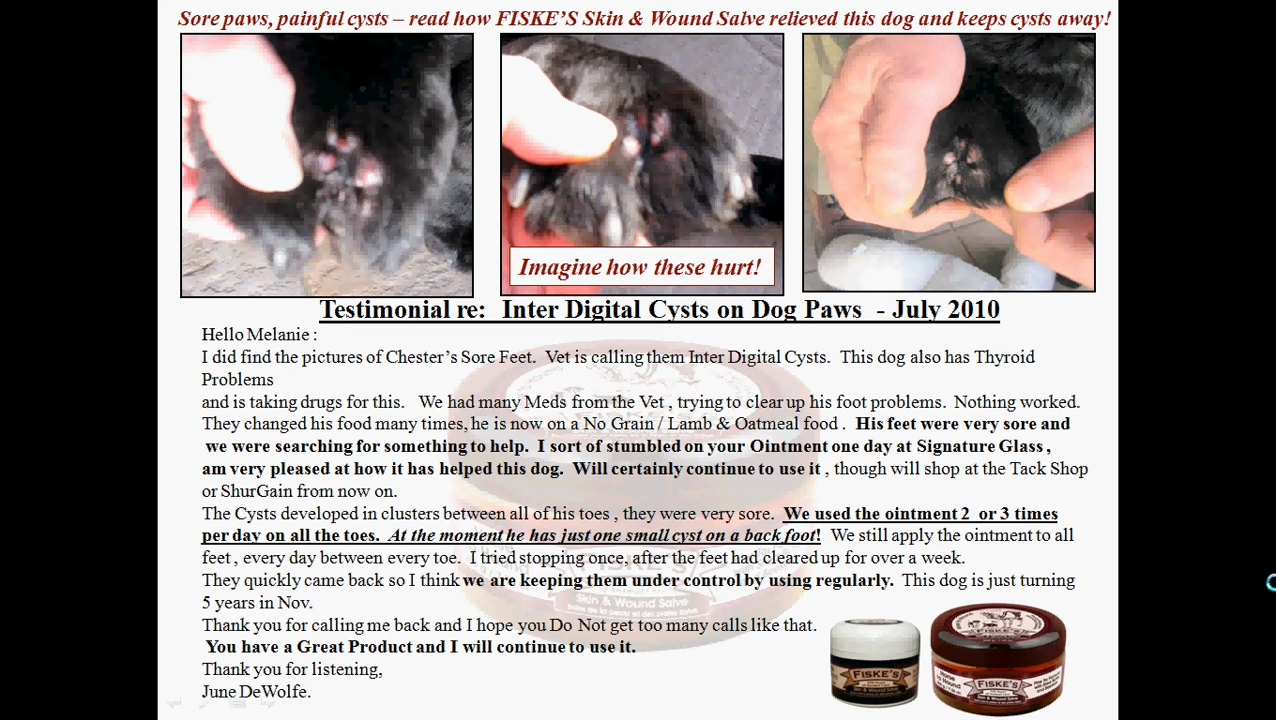 Sore paws, painful cysts – read how FISKE'S Skin & Wound Salve relieved this dog and keeps cysts away!
Imagine how these hurt!
Testimonial re: Inter Digital Cysts on Dog Paws - July 2010
Hello Melanie :
I did find the pictures of Chester's Sore Feet. Vet is calling them Inter Digital Cysts. This dog also has Thyroid
Problems
and is taking drugs for this. We had many Meds from the Vet , trying to clear up his foot problems. Nothing worked.
They changed his food many times, he is now on a No Grain / Lamb & Oatmeal food . His feet were very sore and
we were searching for something to help. I sort of stumbled on your Ointment one day at Signature Glass ,
am very pleased at how it has helped this dog. Will certainly continue to use it , though will shop at the Tack Shop
or ShurGain from now on.
The Cysts developed in clusters between all of his toes , they were very sore. We used the ointment 2 or 3 times
per day on all the toes. At the moment he has just one small cyst on a back foot! We still apply the ointment to all
feet , every day between every toe. I tried stopping once, after the feet had cleared up for over a week.
They quickly came back so I think we are keeping them under control by using regularly. This dog is just turning
5 years in Nov.
Thank you for calling me back and I hope you Do Not get too many calls like that.
You have a Great Product and I will continue to use it.
Thank you for listening,
June DeWolfe.
FISKE'S
Skin & Wound Salve
FISKE'S
Skin & Wound Salve
FISKE'S